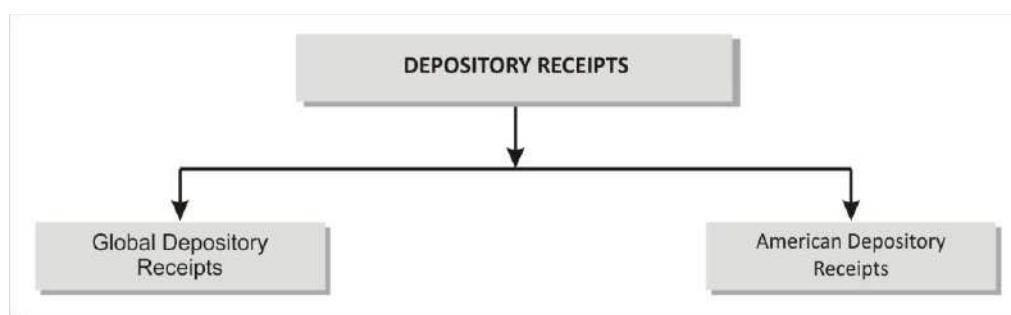 DEPOSITORY RECEIPTS
Global Depository
Receipts
American Depository
Receipts